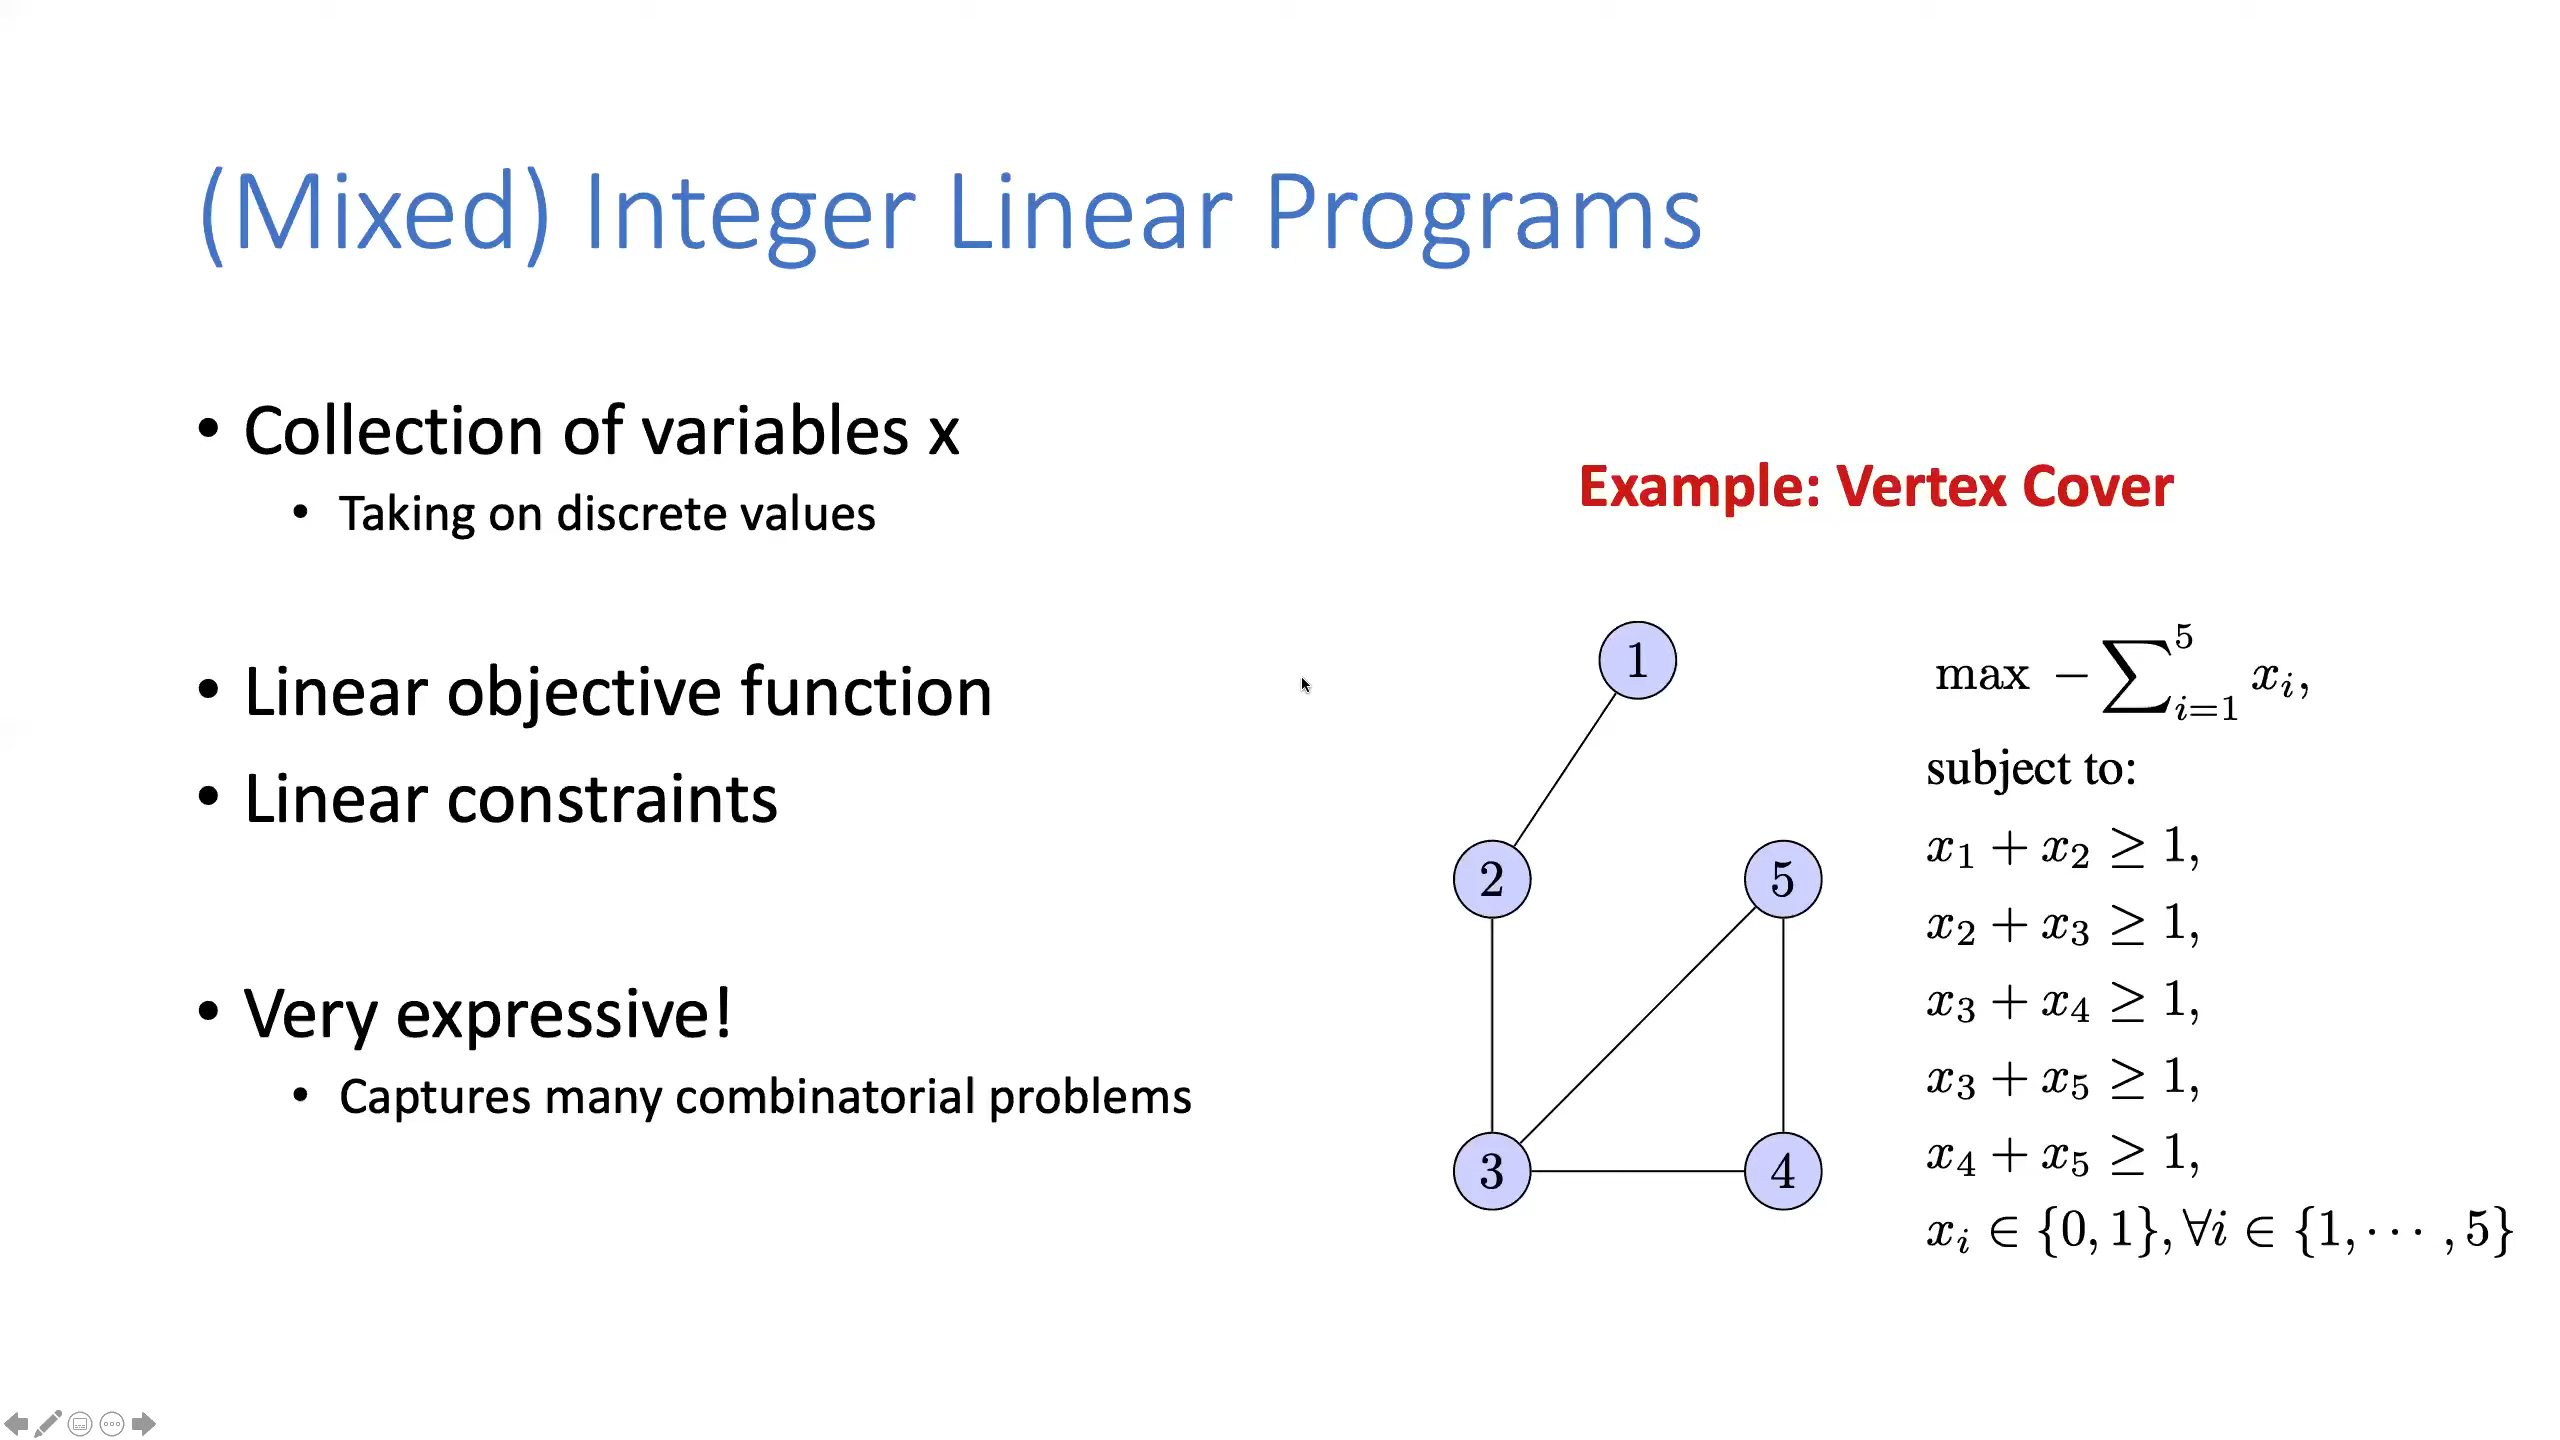 (Mixed) Integer Linear Programs
• Collection of variables x
• Taking on discrete values
• Linear objective function
• Linear constraints
• Very expressive!
• Captures many combinatorial problems
Example: Vertex Cover
1
2
5
3
4
max − ∑_{i=1}^{5} x_i,
subject to:
x_1 + x_2 ≥ 1,
x_2 + x_3 ≥ 1,
x_3 + x_4 ≥ 1,
x_3 + x_5 ≥ 1,
x_4 + x_5 ≥ 1,
x_i ∈ {0, 1}, ∀i ∈ {1, ⋯ , 5}